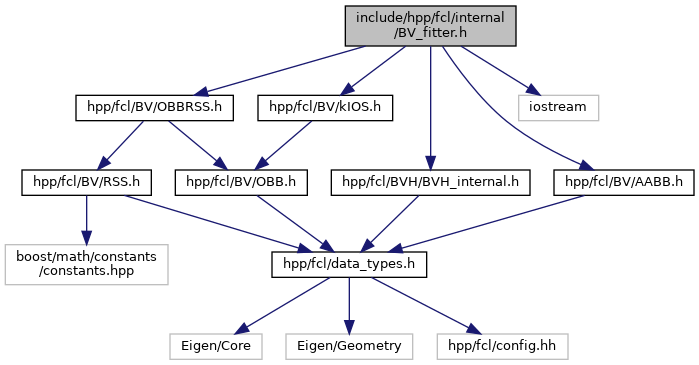 include/hpp/fcl/internal
/BV_fitter.h
hpp/fcl/BV/OBBRSS.h
hpp/fcl/BV/kIOS.h
iostream
hpp/fcl/BV/RSS.h
hpp/fcl/BV/OBB.h
hpp/fcl/BVH/BVH_internal.h
hpp/fcl/BV/AABB.h
boost/math/constants
/constants.hpp
hpp/fcl/data_types.h
Eigen/Core
Eigen/Geometry
hpp/fcl/config.hh